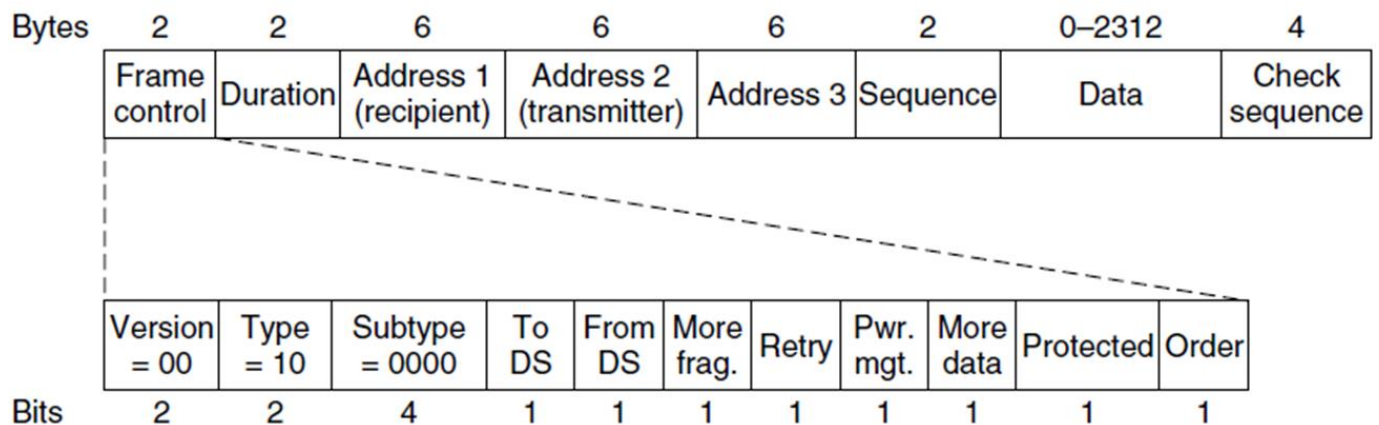 Bytes 2 2 6 6 6 2 0–2312 4
Frame control Duration Address 1 (recipient) Address 2 (transmitter) Address 3 Sequence Data Check sequence
Version = 00 Type = 10 Subtype = 0000 To DS From DS More frag. Retry Pwr. mgt. More data Protected Order
Bits 2 2 4 1 1 1 1 1 1 1 1